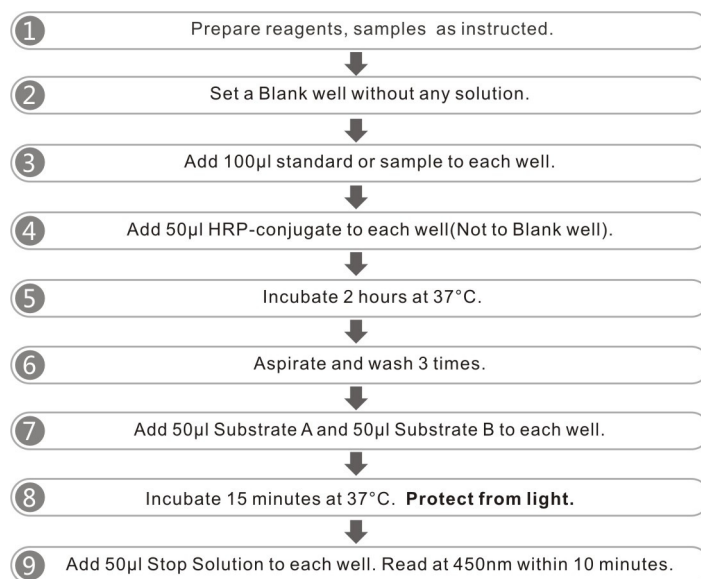 1 Prepare reagents, samples as instructed.
2 Set a Blank well without any solution.
3 Add 100μl standard or sample to each well.
4 Add 50μl HRP-conjugate to each well(Not to Blank well).
5 Incubate 2 hours at 37°C.
6 Aspirate and wash 3 times.
7 Add 50μl Substrate A and 50μl Substrate B to each well.
8 Incubate 15 minutes at 37°C. Protect from light.
9 Add 50μl Stop Solution to each well. Read at 450nm within 10 minutes.